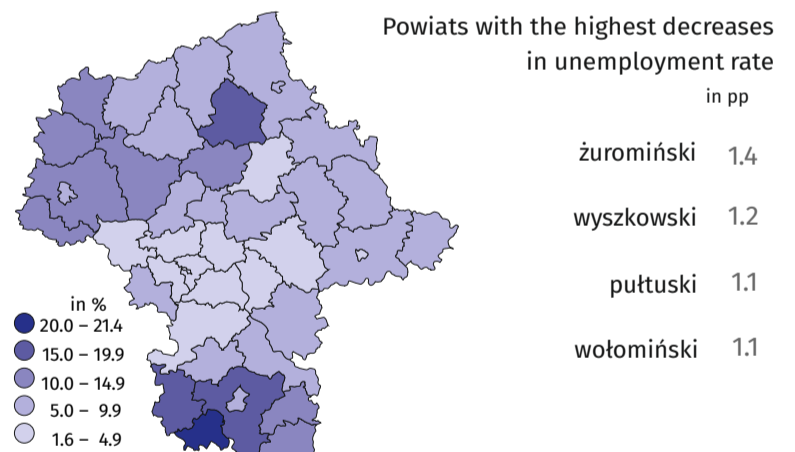 Powiats with the highest decreases
in unemployment rate
in pp
żuromiński 1.4
wyszkowski 1.2
pułtuski 1.1
wołomiński 1.1
in %
20.0 – 21.4
15.0 – 19.9
10.0 – 14.9
5.0 – 9.9
1.6 – 4.9